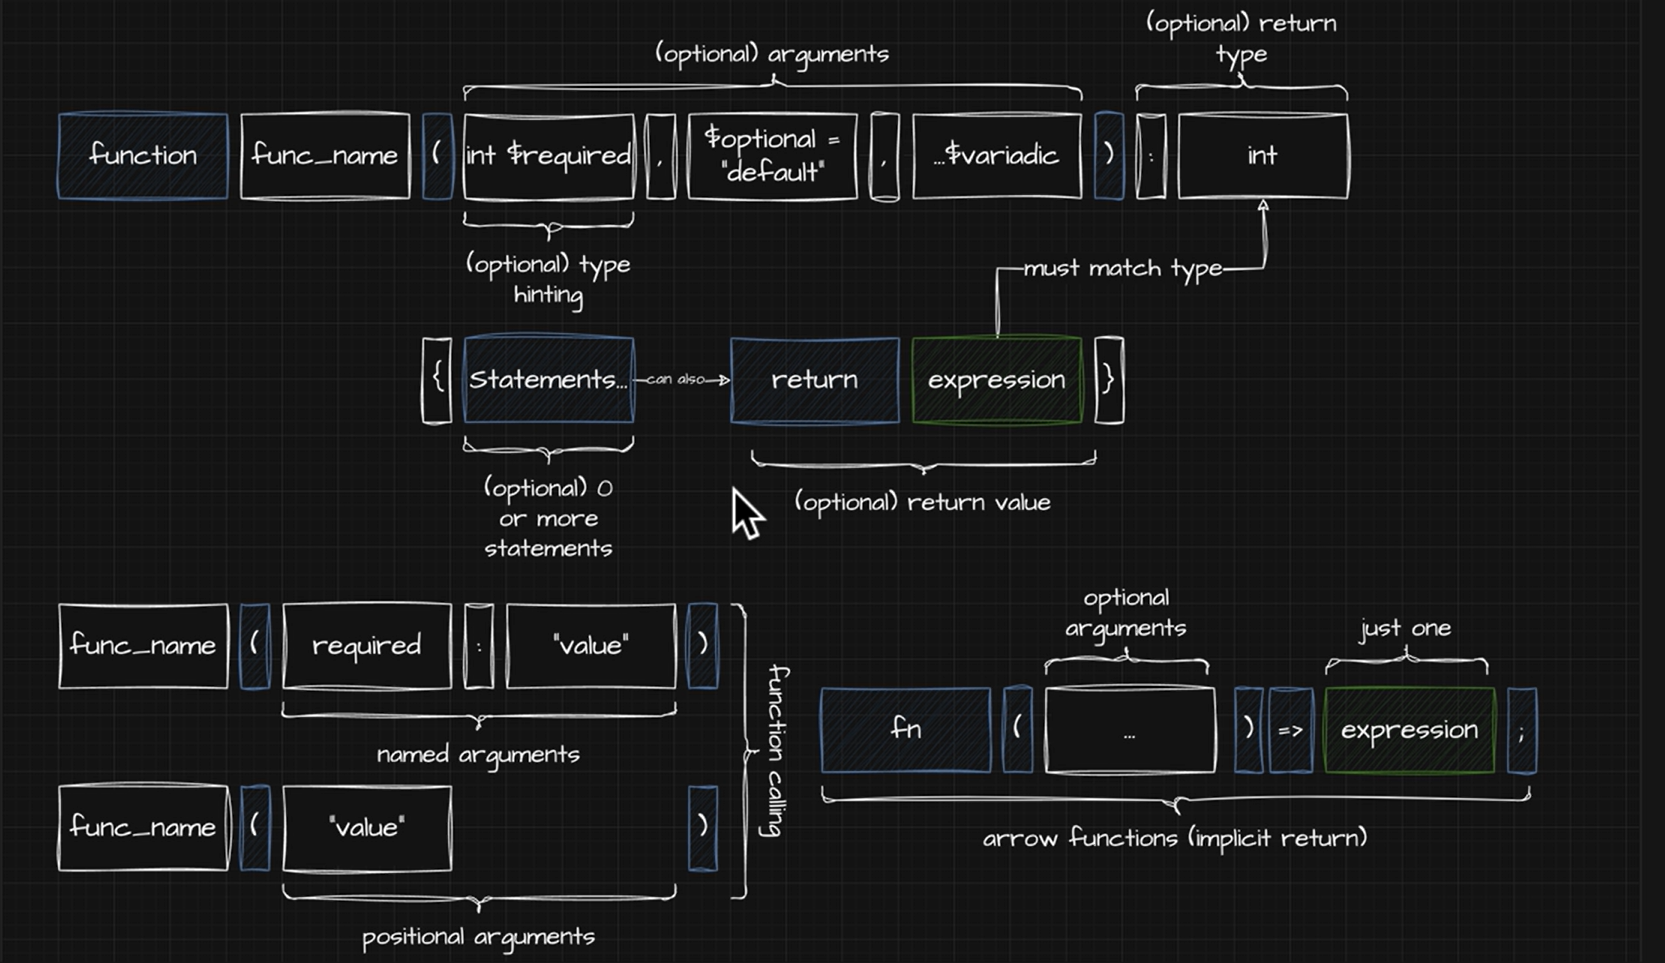 (optional) return
type
(optional) arguments
function func_name ( int $required , $optional =
"default" , ...$variadic ) : int
(optional) type
hinting
must match type
{ Statements... can also return expression }
(optional) 0
or more
statements
(optional) return value
func_name ( required : "value" )
named arguments
func_name ( "value" )
positional arguments
function calling
optional
arguments
just one
fn ( ... ) => expression ;
arrow functions (implicit return)